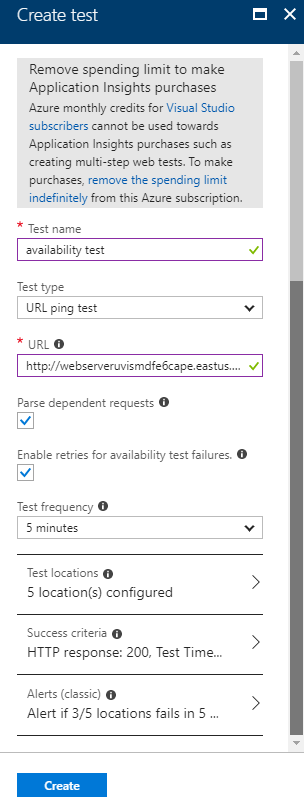 Create test
Remove spending limit to make
Application Insights purchases
Azure monthly credits for Visual Studio
subscribers cannot be used towards
Application Insights purchases such as
creating multi-step web tests. To make
purchases, remove the spending limit
indefinitely from this Azure subscription.
* Test name
availability test
Test type
URL ping test
* URL
http://webserveruvismdfe6cape.eastus....
Parse dependent requests
Enable retries for availability test failures.
Test frequency
5 minutes
Test locations
5 location(s) configured
Success criteria
HTTP response: 200, Test Time...
Alerts (classic)
Alert if 3/5 locations fails in 5 ...
Create